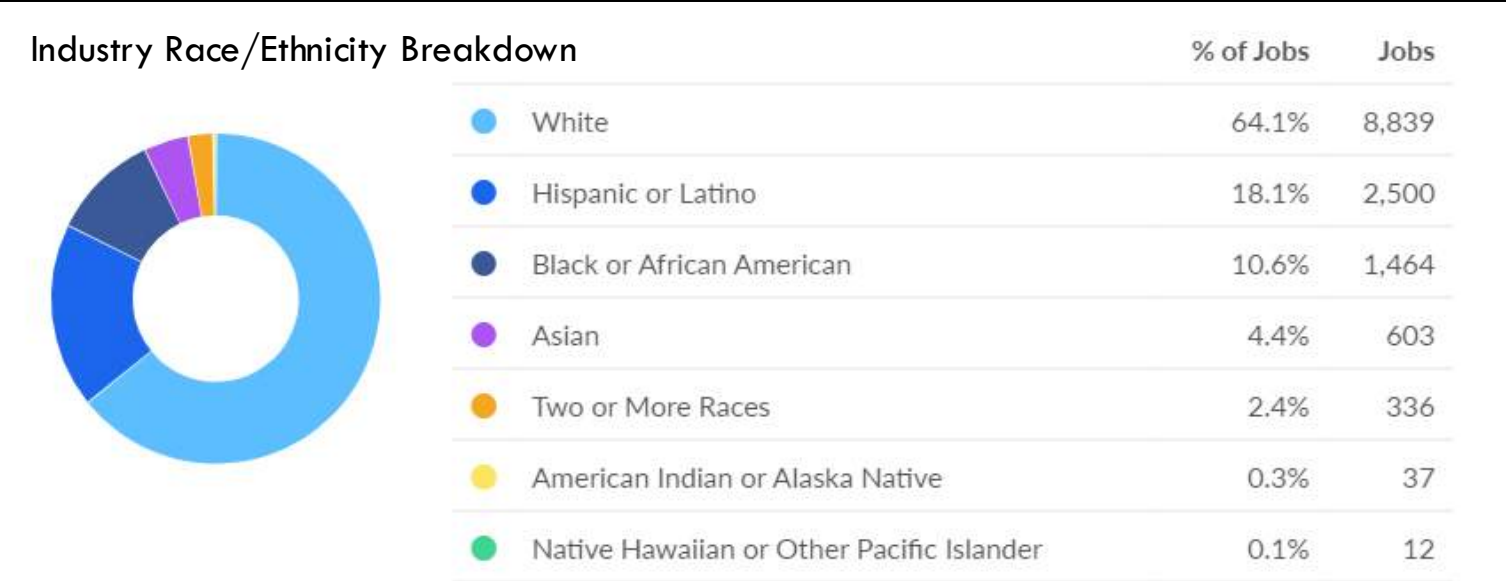 Industry Race/Ethnicity Breakdown % of Jobs Jobs
White 64.1% 8,839
Hispanic or Latino 18.1% 2,500
Black or African American 10.6% 1,464
Asian 4.4% 603
Two or More Races 2.4% 336
American Indian or Alaska Native 0.3% 37
Native Hawaiian or Other Pacific Islander 0.1% 12